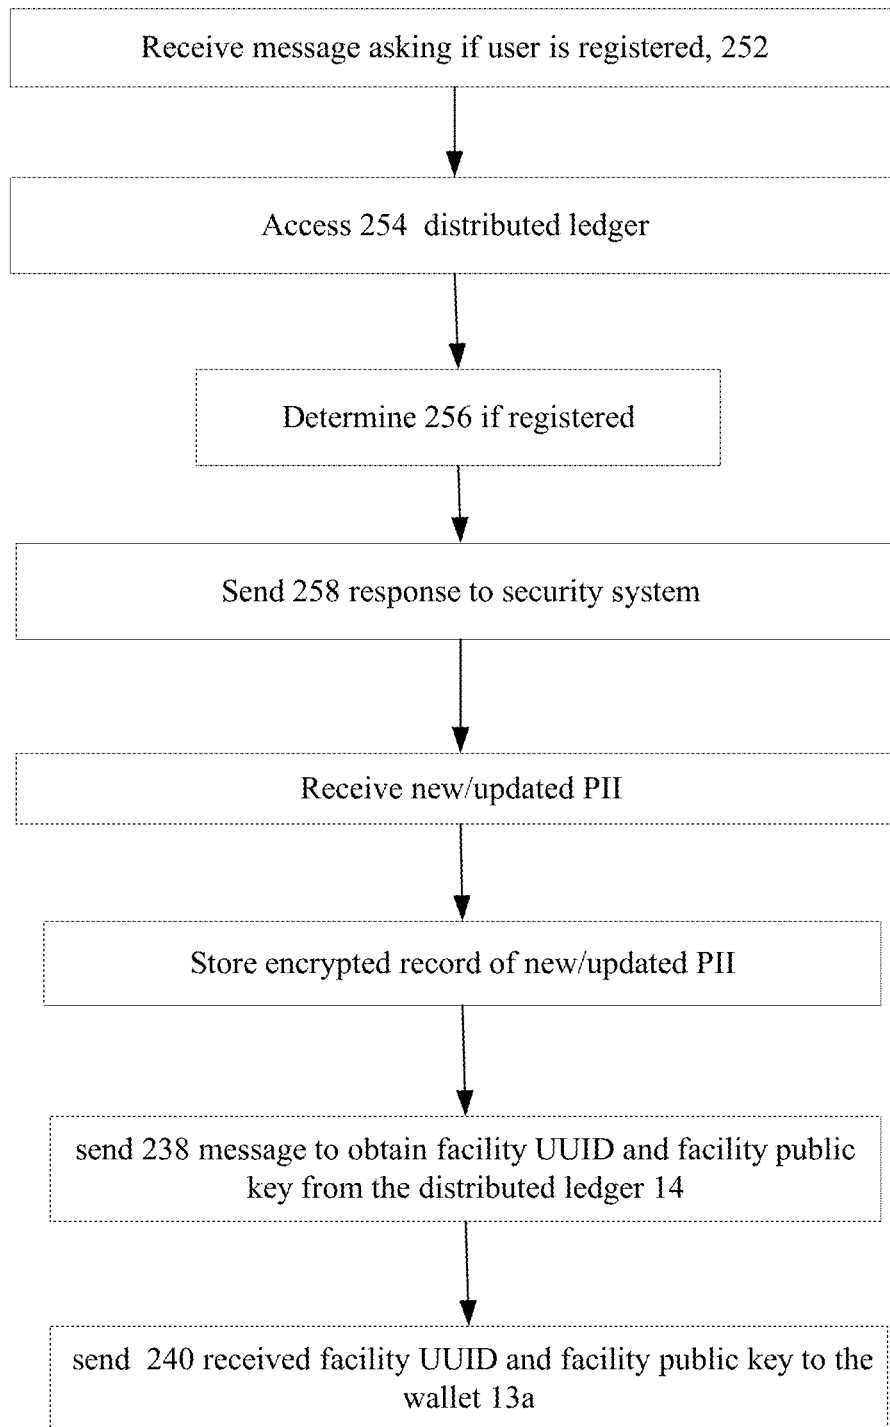 Receive message asking if user is registered, 252
Access 254 distributed ledger
Determine 256 if registered
Send 258 response to security system
Receive new/updated PII
Store encrypted record of new/updated PII
send 238 message to obtain facility UUID and facility public
key from the distributed ledger 14
send 240 received facility UUID and facility public key to the
wallet 13a